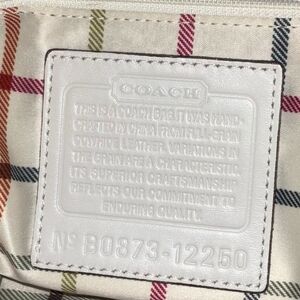 COACH
THIS IS A COACH BAG. IT WAS HAND-
CRAFTED IN CHINA FROM FULL-GRAIN
LEATHER. VARIATIONS IN
THE GRAIN ARE A CHARACTERISTIC.
ITS SUPERIOR CRAFTSMANSHIP
REFLECTS OUR COMMITMENT TO
ENDURING QUALITY.
Nº B0873-12250